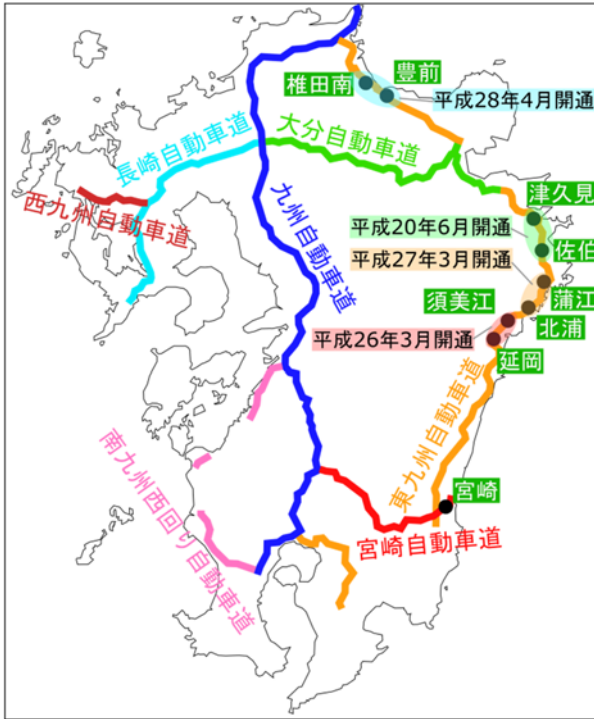 豊前
椎田南
平成28年4月開通
大分自動車道
長崎自動車道
西九州自動車道
津久見
九州自動車道
平成20年6月開通
佐伯
平成27年3月開通
須美江
蒲江
北浦
平成26年3月開通
延岡
東九州自動車道
南九州西回り自動車道
宮崎
宮崎自動車道